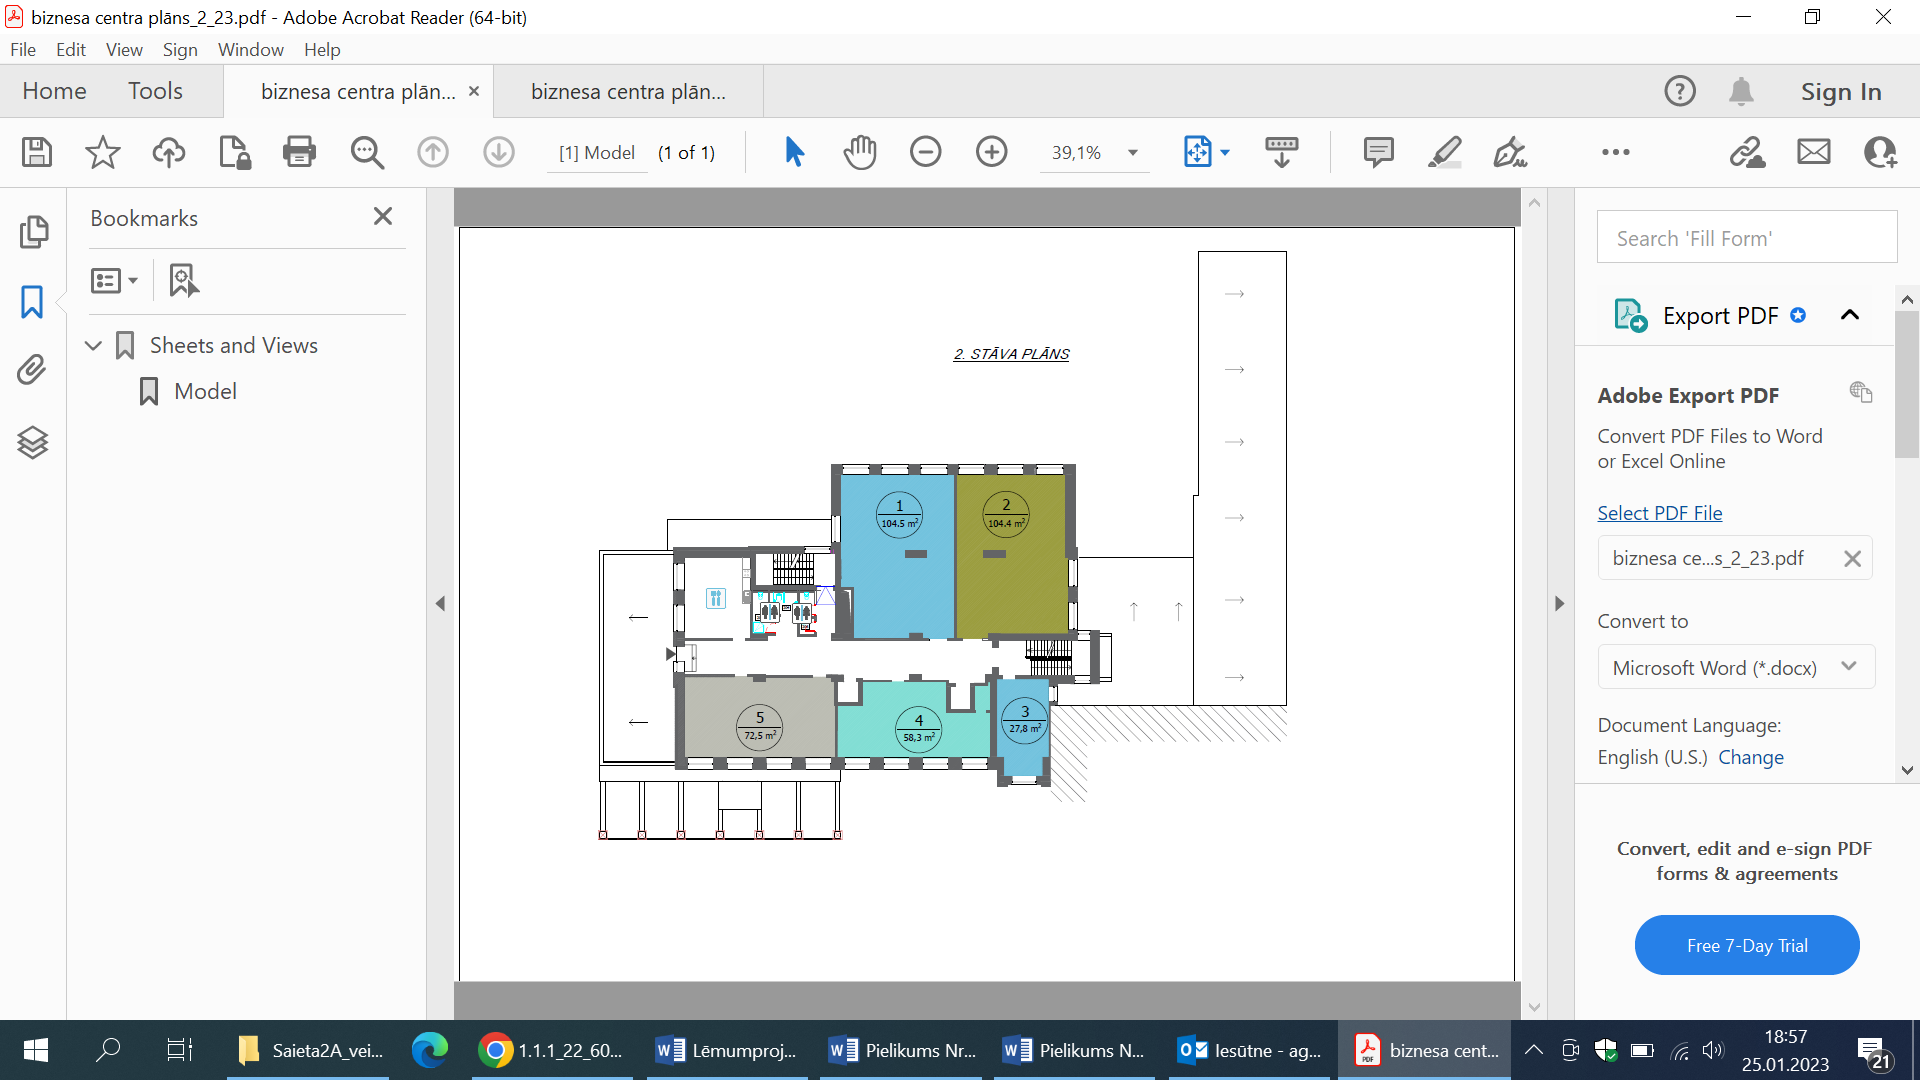 biznesa centra plāns_2_23.pdf - Adobe Acrobat Reader (64-bit)
File Edit View Sign Window Help
Home Tools biznesa centra plān... biznesa centra plān... Sign In
[1] Model (1 of 1) 39,1%
Bookmarks
Sheets and Views
Model
2. STĀVA PLĀNS
1
104.5 m²
2
104.4 m²
3
27,8 m²
4
58,3 m²
5
72,5 m²
Search 'Fill Form'
Export PDF
Adobe Export PDF
Convert PDF Files to Word
or Excel Online
Select PDF File
biznesa ce...s_2_23.pdf
Convert to
Microsoft Word (*.docx)
Document Language:
English (U.S.) Change
Convert, edit and e-sign PDF
forms & agreements
Free 7-Day Trial
Saieta2A_vei... 1.1.1_22_60... Lēmumproj... Pielikums Nr... Pielikums N... Iesūtne - ag... biznesa cent...
18:57
25.01.2023
21